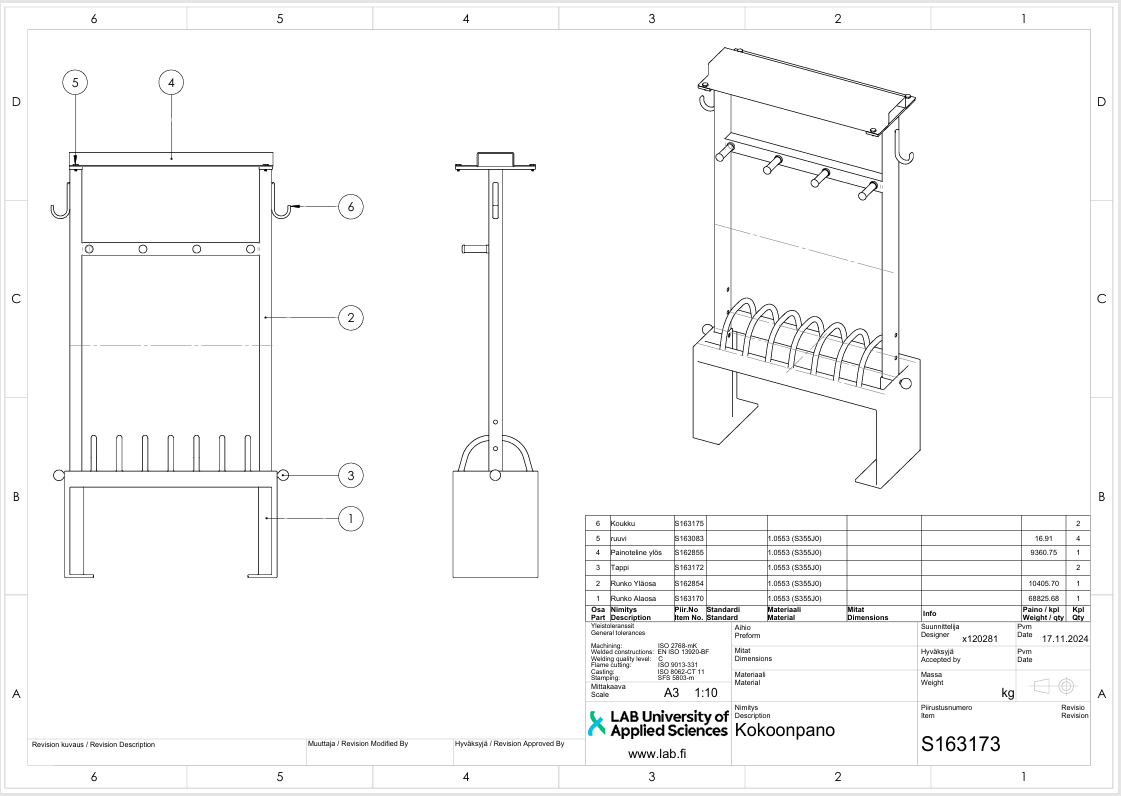 6 5 4 3 2 1
D D
5 4
6
C C
2
B B
3
1
6 Koukku S163175 2
5 ruuvi S163083 1.0553 (S355J0) 16.91 4
4 Painoteline ylös S162855 1.0553 (S355J0) 9360.75 1
3 Tappi S163172 1.0553 (S355J0) 2
2 Runko Yläosa S162854 1.0553 (S355J0) 10405.70 1
1 Runko Alaosa S163170 1.0553 (S355J0) 68825.68 1
Osa Nimitys Piir.No Standardi Materiaali Mitat Info Paino / kpl Kpl
Part Description Item No. Standard Material Dimensions Weight / qty Qty
Yleistoleranssit
General tolerances
Machining: ISO 2768-mK
Welded constructions: EN ISO 13920-BF
Welding quality level: C
Flame cutting: ISO 9013-331
Casting: ISO 8062-CT 11
Stamping: SFS 5803-m
Mittakaava
Scale A3 1:10
Aihio
Preform
Mitat
Dimensions
Materiaali
Material
Suunnittelija
Designer x120281
Pvm
Date 17.11.2024
Hyväksyjä
Accepted by
Pvm
Date
Massa
Weight
kg
A A
LAB University of
Applied Sciences
www.lab.fi
Nimitys
Description
Kokoonpano
Piirustusnumero
Item
Revisio
Revision
S163173
Revision kuvaus / Revision Description Muuttaja / Revision Modified By Hyväksyjä / Revision Approved By
6 5 4 3 2 1